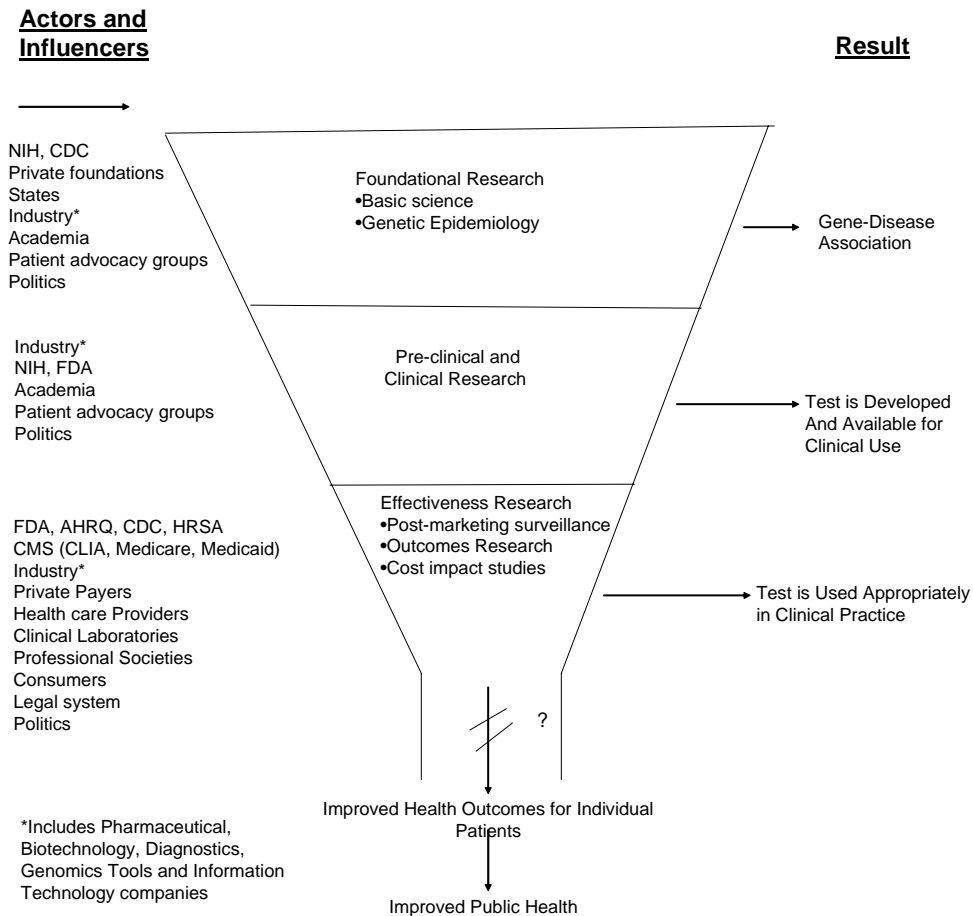 Actors and
Influencers
Result
NIH, CDC
Private foundations
States
Industry*
Academia
Patient advocacy groups
Politics
Foundational Research
•Basic science
•Genetic Epidemiology
Gene-Disease
Association
Industry*
NIH, FDA
Academia
Patient advocacy groups
Politics
Pre-clinical and
Clinical Research
Test is Developed
And Available for
Clinical Use
FDA, AHRQ, CDC, HRSA
CMS (CLIA, Medicare, Medicaid)
Industry*
Private Payers
Health care Providers
Clinical Laboratories
Professional Societies
Consumers
Legal system
Politics
Effectiveness Research
•Post-marketing surveillance
•Outcomes Research
•Cost impact studies
Test is Used Appropriately
in Clinical Practice
?
Improved Health Outcomes for Individual
Patients
Improved Public Health
*Includes Pharmaceutical,
Biotechnology, Diagnostics,
Genomics Tools and Information
Technology companies